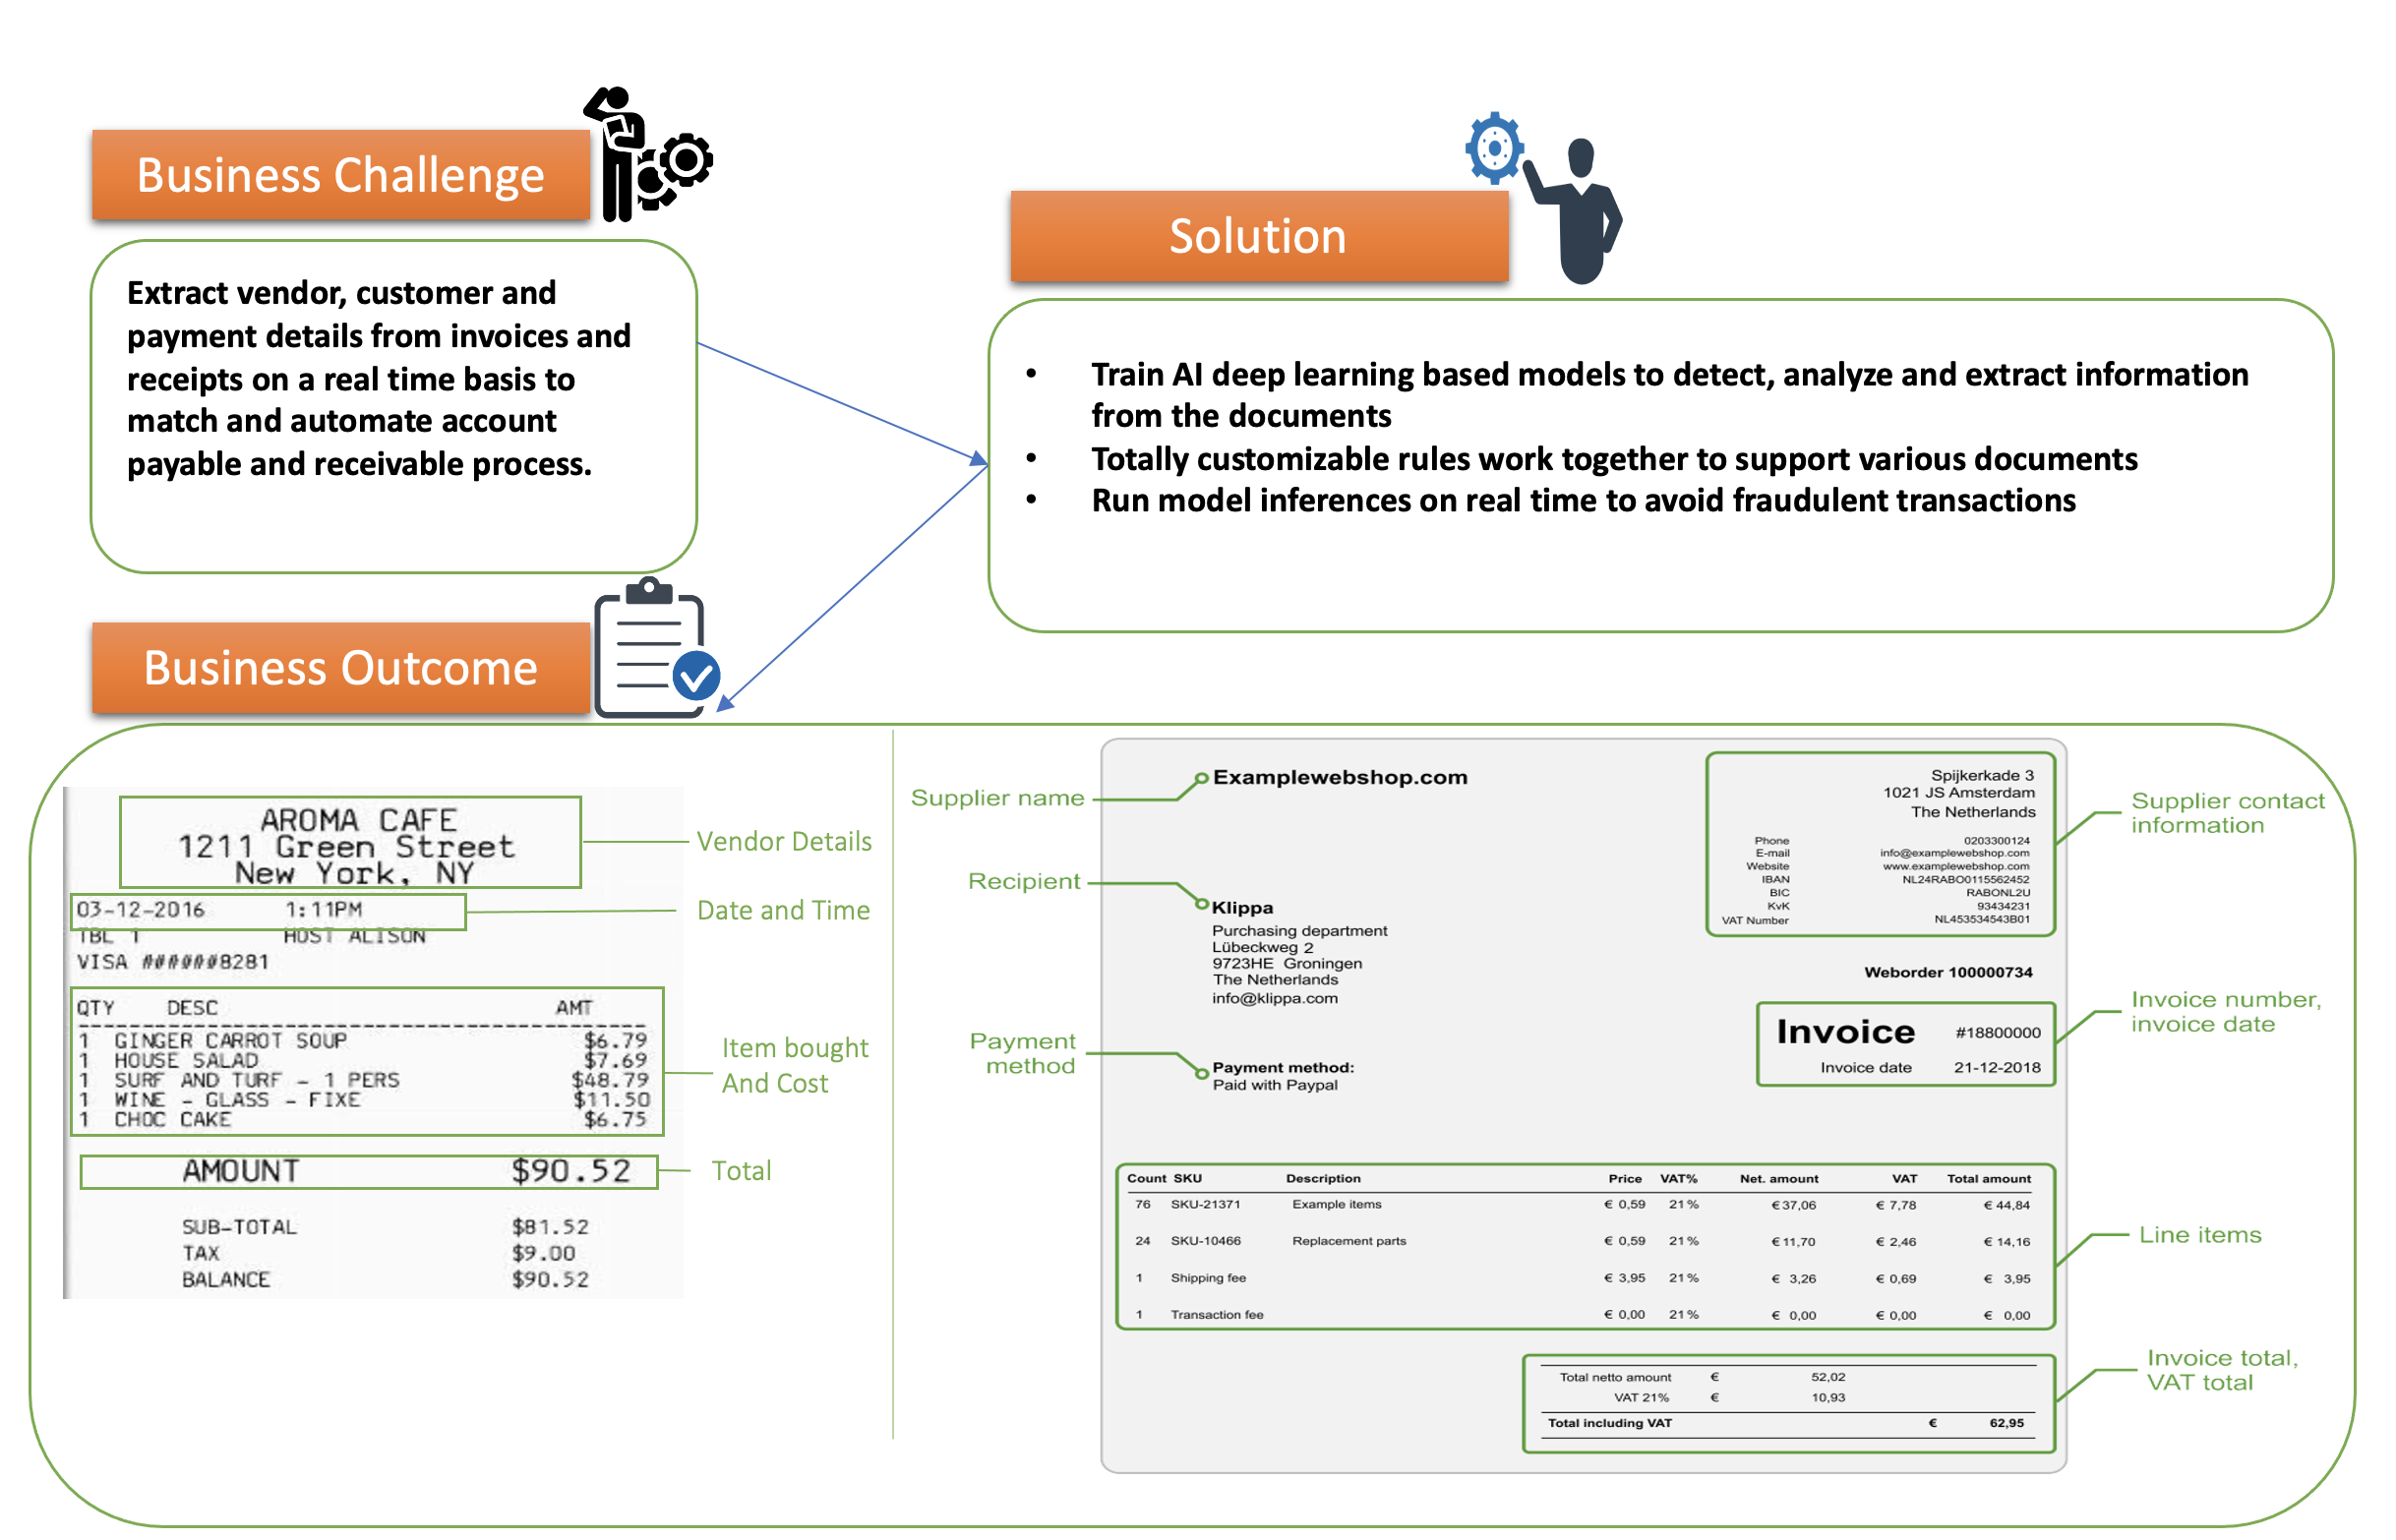 Business Challenge
Extract vendor, customer and
payment details from invoices and
receipts on a real time basis to
match and automate account
payable and receivable process.
Solution
• Train AI deep learning based models to detect, analyze and extract information
from the documents
• Totally customizable rules work together to support various documents
• Run model inferences on real time to avoid fraudulent transactions
Business Outcome
AROMA CAFE
1211 Green Street
New York, NY
Vendor Details
03-12-2016 1:11PM
Date and Time
TBL 1 HOST ALISON
VISA ######8281
QTY DESC AMT
1 GINGER CARROT SOUP $6.79
1 HOUSE SALAD $7.69
1 SURF AND TURF - 1 PERS $48.79
1 WINE - GLASS - FIXE $11.50
1 CHOC CAKE $6.75
Item bought
And Cost
AMOUNT $90.52
Total
SUB-TOTAL $81.52
TAX $9.00
BALANCE $90.52
Supplier name
Examplewebshop.com
Spijkerkade 3
1021 JS Amsterdam
The Netherlands
Phone 0203300124
E-mail info@examplewebshop.com
Website www.examplewebshop.com
IBAN NL24RABO0115562452
BIC RABONL2U
KvK 93434231
VAT Number NL453534543B01
Supplier contact
information
Recipient
Klippa
Purchasing department
Lübeckweg 2
9723HE Groningen
The Netherlands
info@klippa.com
Weborder 100000734
Invoice #18800000
Invoice date 21-12-2018
Invoice number,
invoice date
Payment
method
Payment method:
Paid with Paypal
Count SKU Description Price VAT% Net. amount VAT Total amount
76 SKU-21371 Example items € 0,59 21% € 37,06 € 7,78 € 44,84
24 SKU-10466 Replacement parts € 0,59 21% € 11,70 € 2,46 € 14,16
1 Shipping fee € 3,95 21% € 3,26 € 0,69 € 3,95
1 Transaction fee € 0,00 21% € 0,00 € 0,00 € 0,00
Line items
Total netto amount € 52,02
VAT 21% € 10,93
Total including VAT € 62,95
Invoice total,
VAT total